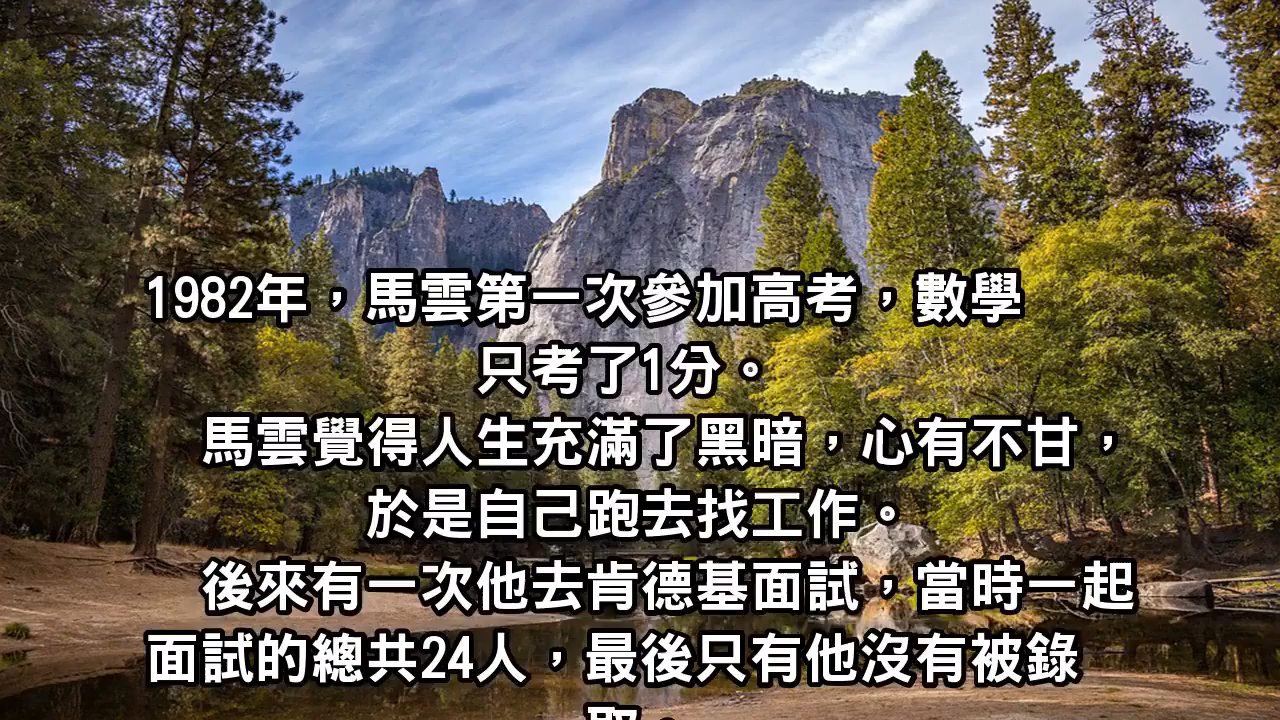 1982年，馬雲第一次參加高考，數學
只考了1分。
馬雲覺得人生充滿了黑暗，心有不甘，
於是自己跑去找工作。
後來有一次他去肯德基面試，當時一起
面試的總共24人，最後只有他沒有被錄
取。